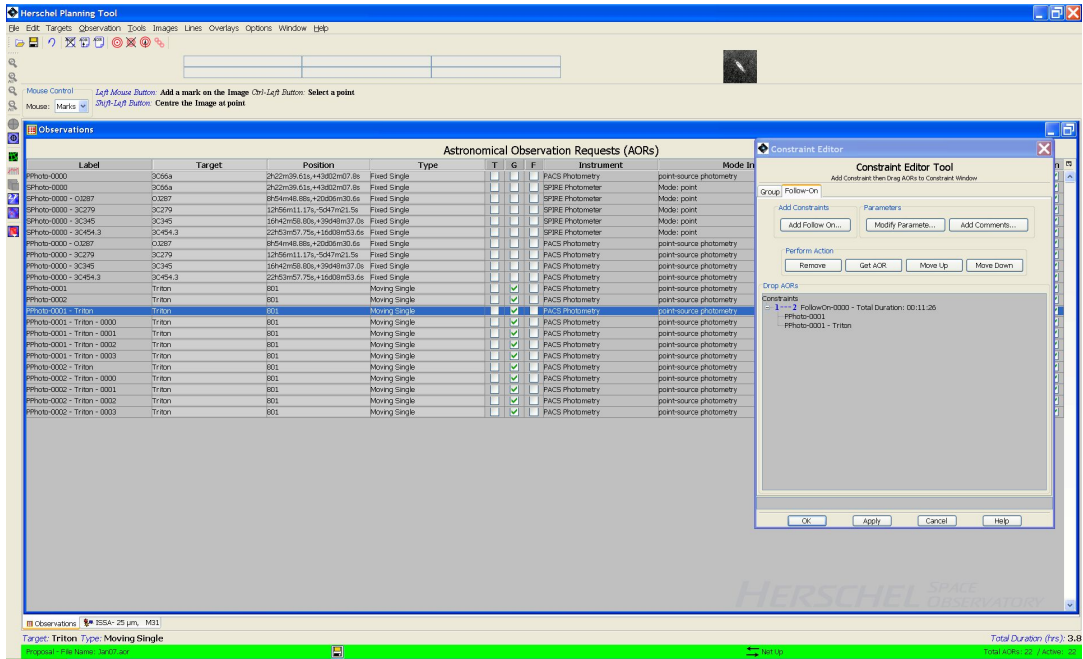 Herschel Planning Tool
File Edit Targets Observation Tools Images Lines Overlays Options Window Help
Mouse Control
Left Mouse Button: Add a mark on the Image Ctrl-Left Button: Select a point
Mouse: Marks
Shift-Left Button: Centre the Image at point
Observations
Astronomical Observation Requests (AORs)
Label Target Position Type T G F Instrument Mode In
PPhoto-0000 3C66a 2h22m39.61s,+43d02m07.8s Fixed Single PACS Photometry point-source photometry
SPhoto-0000 3C66a 2h22m39.61s,+43d02m07.8s Fixed Single SPIRE Photometer Mode: point
SPhoto-0000 - OJ287 OJ287 8h54m48.88s,+20d06m30.6s Fixed Single SPIRE Photometer Mode: point
SPhoto-0000 - 3C279 3C279 12h56m11.17s,-5d47m21.5s Fixed Single SPIRE Photometer Mode: point
SPhoto-0000 - 3C345 3C345 16h42m58.80s,+39d48m37.0s Fixed Single SPIRE Photometer Mode: point
SPhoto-0000 - 3C454.3 3C454.3 22h53m57.75s,+16d08m53.6s Fixed Single SPIRE Photometer Mode: point
PPhoto-0000 - OJ287 OJ287 8h54m48.88s,+20d06m30.6s Fixed Single PACS Photometry point-source photometry
PPhoto-0000 - 3C279 3C279 12h56m11.17s,-5d47m21.5s Fixed Single PACS Photometry point-source photometry
PPhoto-0000 - 3C345 3C345 16h42m58.80s,+39d48m37.0s Fixed Single PACS Photometry point-source photometry
PPhoto-0000 - 3C454.3 3C454.3 22h53m57.75s,+16d08m53.6s Fixed Single PACS Photometry point-source photometry
PPhoto-0001 Triton 801 Moving Single PACS Photometry point-source photometry
PPhoto-0002 Triton 801 Moving Single PACS Photometry point-source photometry
PPhoto-0001 - Triton Triton 801 Moving Single PACS Photometry point-source photometry
PPhoto-0001 - Triton - 0000 Triton 801 Moving Single PACS Photometry point-source photometry
PPhoto-0001 - Triton - 0001 Triton 801 Moving Single PACS Photometry point-source photometry
PPhoto-0001 - Triton - 0002 Triton 801 Moving Single PACS Photometry point-source photometry
PPhoto-0001 - Triton - 0003 Triton 801 Moving Single PACS Photometry point-source photometry
PPhoto-0002 - Triton Triton 801 Moving Single PACS Photometry point-source photometry
PPhoto-0002 - Triton - 0000 Triton 801 Moving Single PACS Photometry point-source photometry
PPhoto-0002 - Triton - 0001 Triton 801 Moving Single PACS Photometry point-source photometry
PPhoto-0002 - Triton - 0002 Triton 801 Moving Single PACS Photometry point-source photometry
PPhoto-0002 - Triton - 0003 Triton 801 Moving Single PACS Photometry point-source photometry
Constraint Editor
Constraint Editor Tool
Add Constraint then Drag AORs to Constraint Window
Group Follow-On
Add Constraints Parameters
Add Follow On... Modify Paramete... Add Comments...
Perform Action
Remove Get AOR Move Up Move Down
Drop AORs
Constraints
1---2 FollowOn-0000 - Total Duration: 00:11:26
PPhoto-0001
PPhoto-0001 - Triton
OK Apply Cancel Help
HERSCHEL SPACE OBSERVATORY
Observations ISSA- 25 µm, M31
Target: Triton Type: Moving Single Total Duration (hrs): 3.8
Proposal - File Name: Jan07.aor Net Up Total AORs: 22 / Active: 22